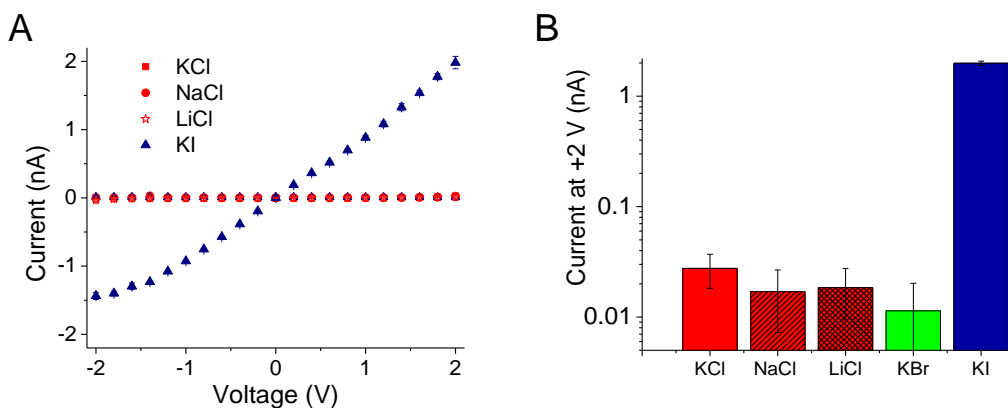 A
KCl
NaCl
LiCl
KI
Current (nA)
2
1
0
-1
-2
-2
-1
0
1
2
Voltage (V)
B
Current at +2 V (nA)
1
0.1
0.01
KCl
NaCl
LiCl
KBr
KI